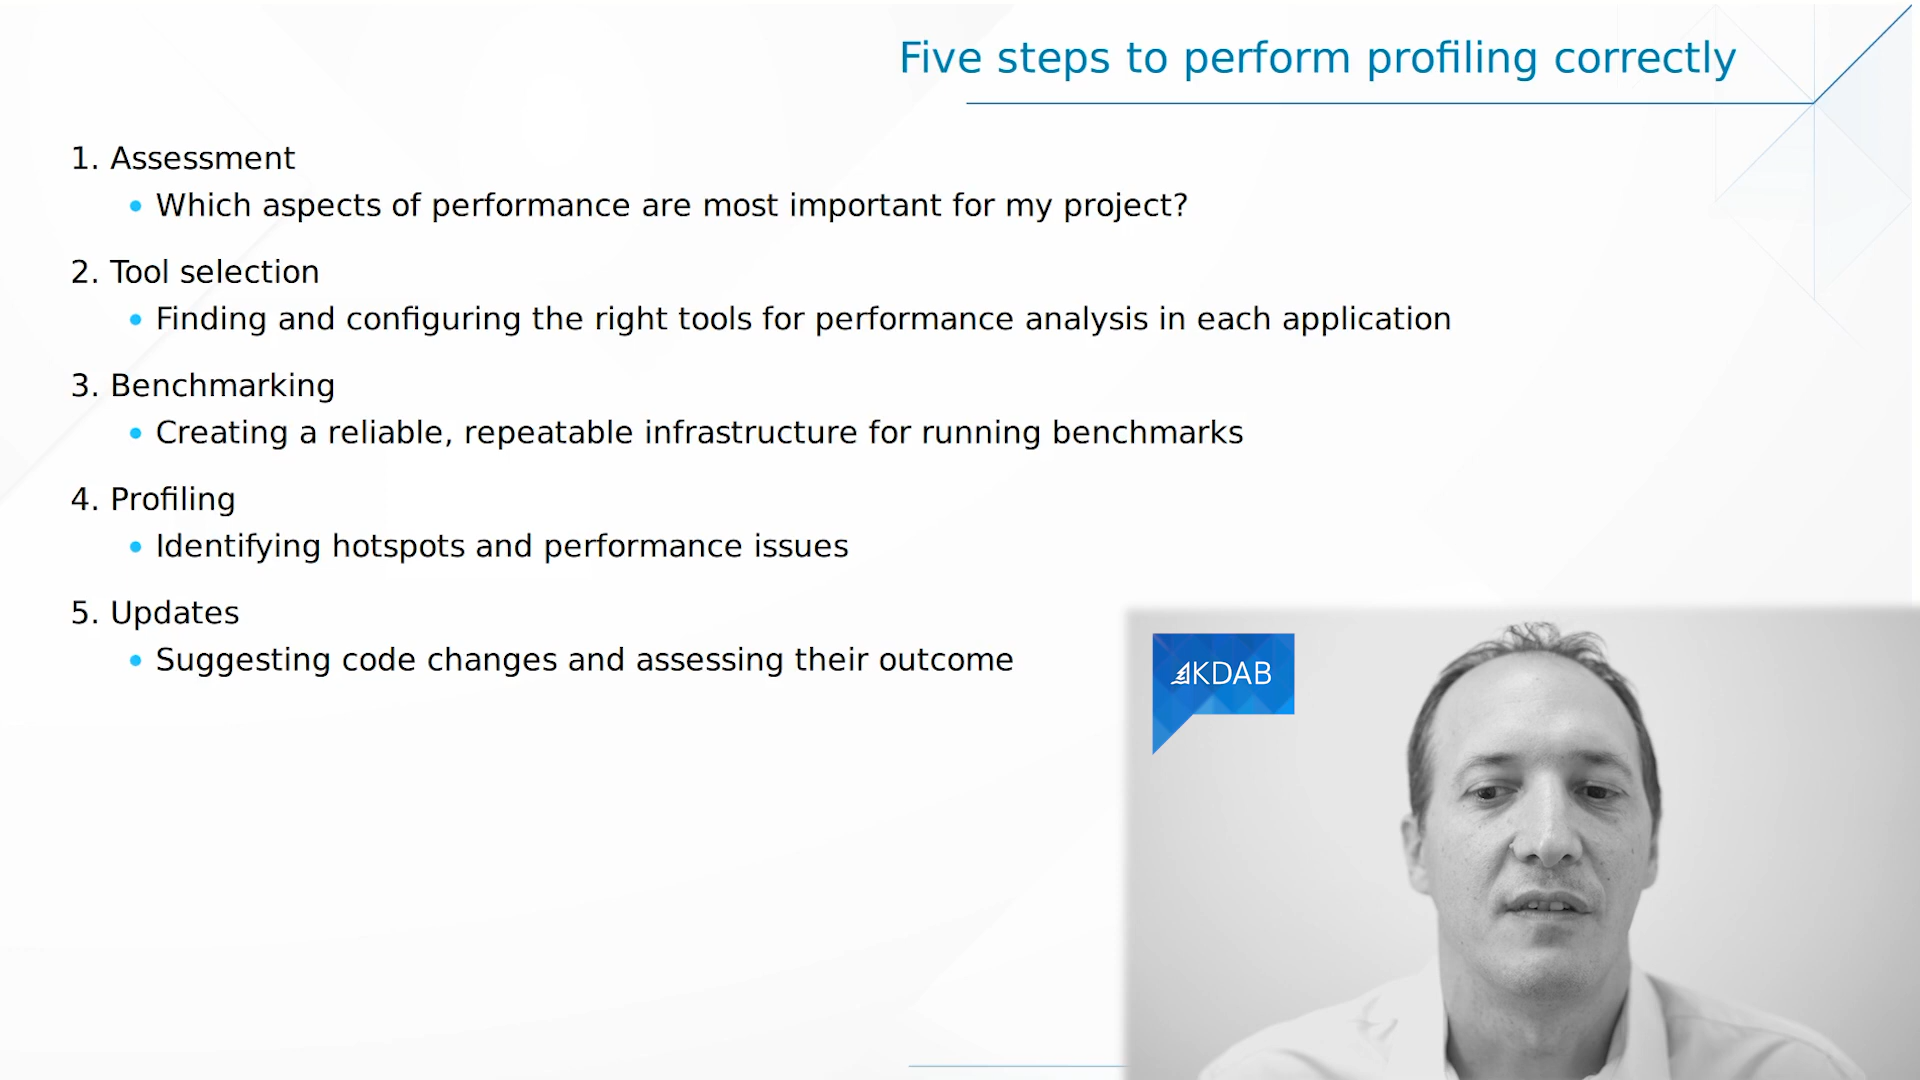 Five steps to perform profiling correctly
1. Assessment
• Which aspects of performance are most important for my project?
2. Tool selection
• Finding and configuring the right tools for performance analysis in each application
3. Benchmarking
• Creating a reliable, repeatable infrastructure for running benchmarks
4. Profiling
• Identifying hotspots and performance issues
5. Updates
• Suggesting code changes and assessing their outcome
KDAB